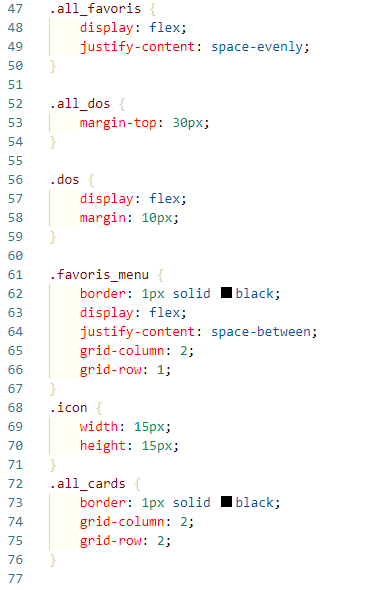 47 .all_favoris {
48 display: flex;
49 justify-content: space-evenly;
50 }
51
52 .all_dos {
53 margin-top: 30px;
54 }
55
56 .dos {
57 display: flex;
58 margin: 10px;
59 }
60
61 .favoris_menu {
62 border: 1px solid black;
63 display: flex;
64 justify-content: space-between;
65 grid-column: 2;
66 grid-row: 1;
67 }
68 .icon {
69 width: 15px;
70 height: 15px;
71 }
72 .all_cards {
73 border: 1px solid black;
74 grid-column: 2;
75 grid-row: 2;
76 }
77